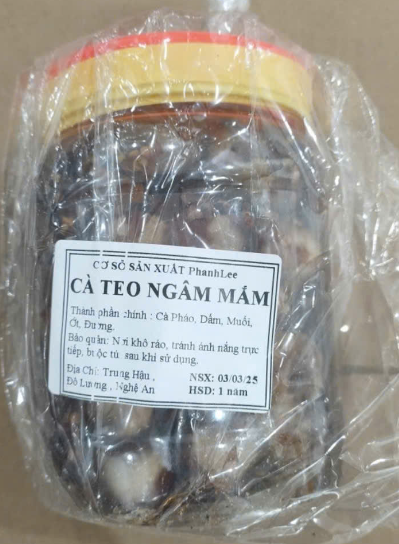 CƠ SỞ SẢN XUẤT PhanhLee
CÀ TEO NGÂM MẮM
Thành phần chính : Cà Pháo, Dấm, Muối,
Ớt, Đường.
Bảo quản: Nơi khô ráo, tránh ánh nắng trực
tiếp, buộc túi sau khi sử dụng.
Địa Chỉ: Trung Hậu ,
Đô Lương , Nghệ An
NSX: 03/03/25
HSD: 1 năm